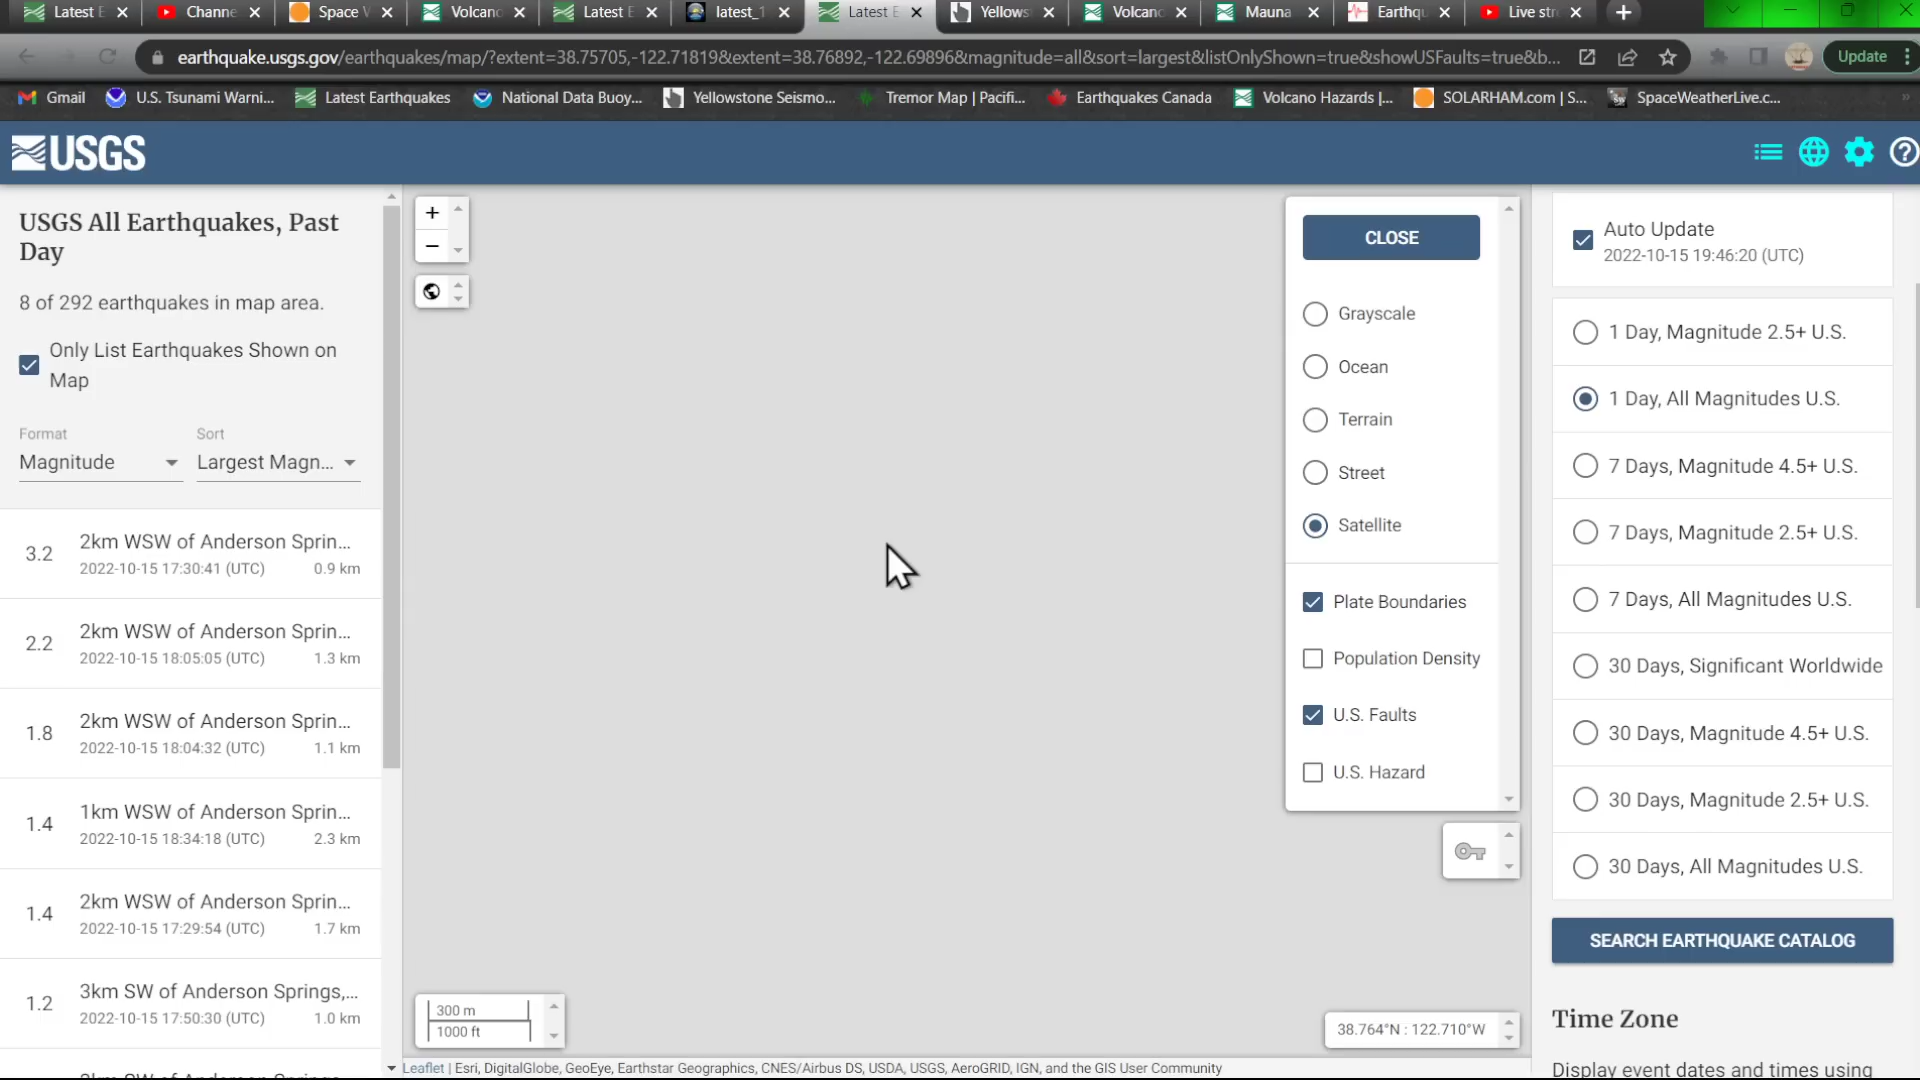 Latest E
Channe
Space V
Volcano
Latest E
latest_1
Latest E
Yellows
Volcan
Mauna
Earthqu
Live str
earthquake.usgs.gov/earthquakes/map/?extent=38.75705,-122.71819&extent=38.76892,-122.69896&magnitude=all&sort=largest&listOnlyShown=true&showUSFaults=true&b...
Update
Gmail
U.S. Tsunami Warni...
Latest Earthquakes
National Data Buoy...
Yellowstone Seismo...
Tremor Map | Pacifi...
Earthquakes Canada
Volcano Hazards |...
SOLARHAM.com | S...
SpaceWeatherLive.c...
USGS
USGS All Earthquakes, Past
Day
8 of 292 earthquakes in map area.
Only List Earthquakes Shown on
Map
Format
Sort
Magnitude
Largest Magn...
3.2
2km WSW of Anderson Sprin...
2022-10-15 17:30:41 (UTC)
0.9 km
2.2
2km WSW of Anderson Sprin...
2022-10-15 18:05:05 (UTC)
1.3 km
1.8
2km WSW of Anderson Sprin...
2022-10-15 18:04:32 (UTC)
1.1 km
1.4
1km WSW of Anderson Sprin...
2022-10-15 18:34:18 (UTC)
2.3 km
1.4
2km WSW of Anderson Sprin...
2022-10-15 17:29:54 (UTC)
1.7 km
1.2
3km SW of Anderson Springs,...
2022-10-15 17:50:30 (UTC)
1.0 km
300 m
1000 ft
CLOSE
Grayscale
Ocean
Terrain
Street
Satellite
Plate Boundaries
Population Density
U.S. Faults
U.S. Hazard
38.764°N : 122.710°W
Leaflet | Esri, DigitalGlobe, GeoEye, Earthstar Geographics, CNES/Airbus DS, USDA, USGS, AeroGRID, IGN, and the GIS User Community
Auto Update
2022-10-15 19:46:20 (UTC)
1 Day, Magnitude 2.5+ U.S.
1 Day, All Magnitudes U.S.
7 Days, Magnitude 4.5+ U.S.
7 Days, Magnitude 2.5+ U.S.
7 Days, All Magnitudes U.S.
30 Days, Significant Worldwide
30 Days, Magnitude 4.5+ U.S.
30 Days, Magnitude 2.5+ U.S.
30 Days, All Magnitudes U.S.
SEARCH EARTHQUAKE CATALOG
Time Zone
Display event dates and times using